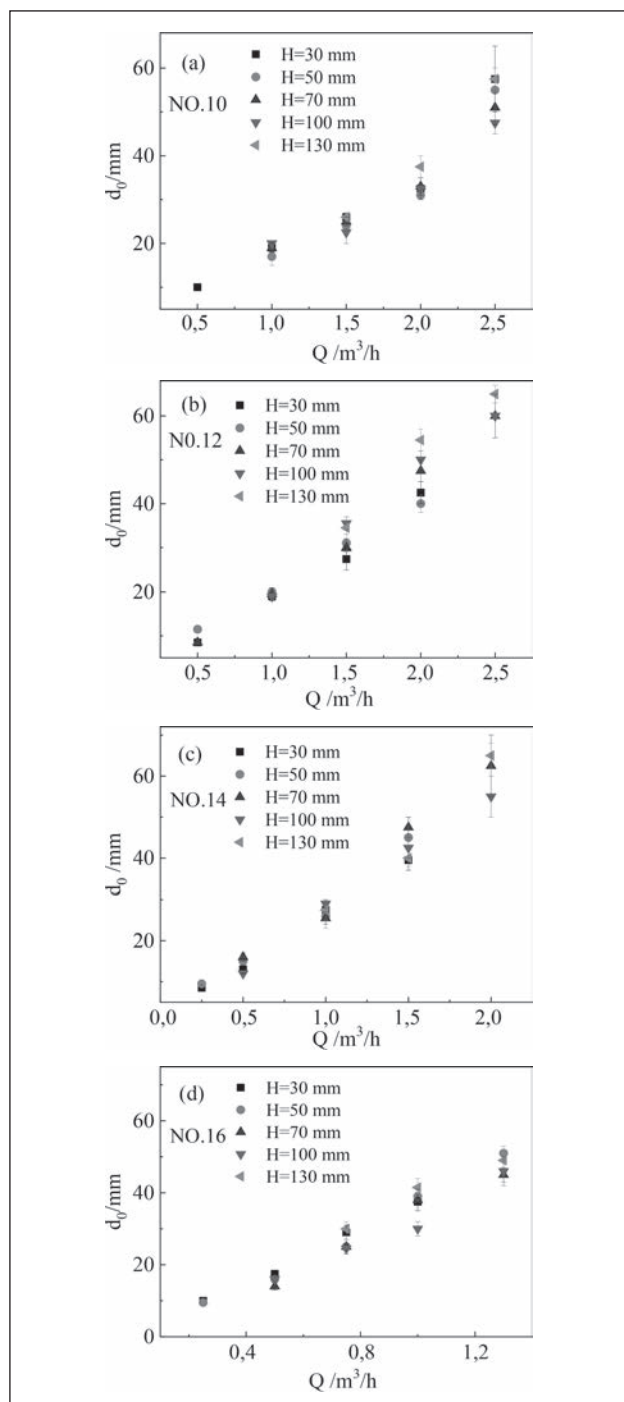 (a)
NO.10
H=30 mm
H=50 mm
H=70 mm
H=100 mm
H=130 mm
d0/mm
60
40
20
0,5 1,0 1,5 2,0 2,5
Q /m³/h
(b)
N0.12
H=30 mm
H=50 mm
H=70 mm
H=100 mm
H=130 mm
d0/mm
60
40
20
0,5 1,0 1,5 2,0 2,5
Q /m³/h
(c)
NO.14
H=30 mm
H=50 mm
H=70 mm
H=100 mm
H=130 mm
d0 /mm
60
40
20
0,0 0,5 1,0 1,5 2,0
Q /m³/h
(d)
NO.16
H=30 mm
H=50 mm
H=70 mm
H=100 mm
H=130 mm
d0/mm
60
40
20
0
0,4 0,8 1,2
Q /m³/h